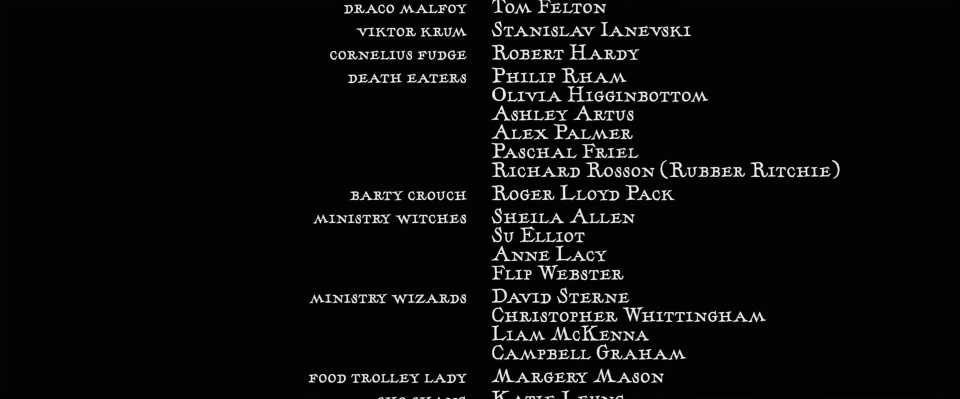 DRACO MALFOY TOM FELTON
VIKTOR KRUM STANISLAV IANEVSKI
CORNELIUS FUDGE ROBERT HARDY
DEATH EATERS PHILIP RHAM
OLIVIA HIGGINBOTTOM
ASHLEY ARTUS
ALEX PALMER
PASCHAL FRIEL
RICHARD ROSSON (RUBBER RITCHIE)
BARTY CROUCH ROGER LLOYD PACK
MINISTRY WITCHES SHEILA ALLEN
SU ELLIOT
ANNE LACY
FLIP WEBSTER
MINISTRY WIZARDS DAVID STERNE
CHRISTOPHER WHITTINGHAM
LIAM MCKENNA
CAMPBELL GRAHAM
FOOD TROLLEY LADY MARGERY MASON
KATIE LEUNG